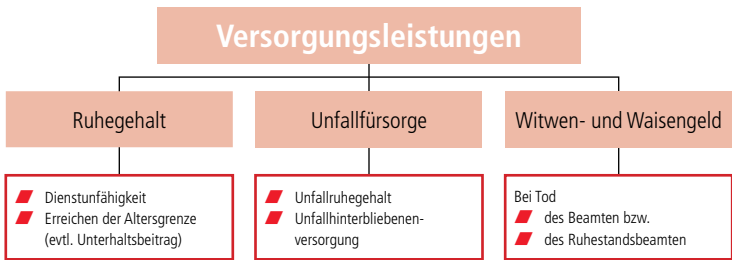 Versorgungsleistungen
Ruhegehalt
Dienstunfähigkeit
Erreichen der Altersgrenze
(evtl. Unterhaltsbeitrag)
Unfallfürsorge
Unfallruhegehalt
Unfallhinterbliebenen-
versorgung
Witwen- und Waisengeld
Bei Tod
des Beamten bzw.
des Ruhestandsbeamten